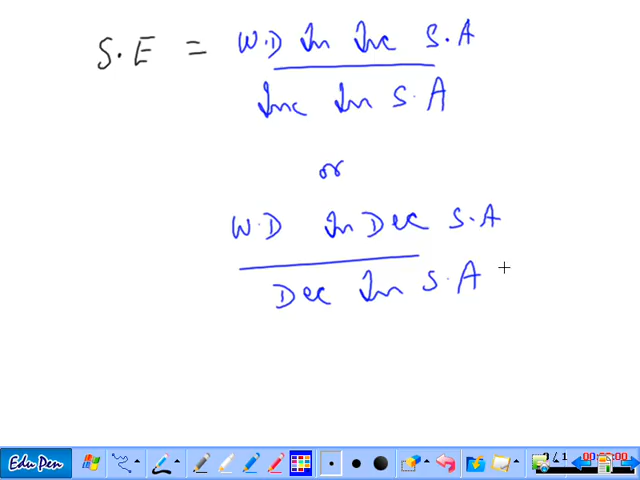 S.E = W.D In Inc S.A
Inc In S.A
or
W.D In Dec S.A
Dec In S.A
Edu Pen